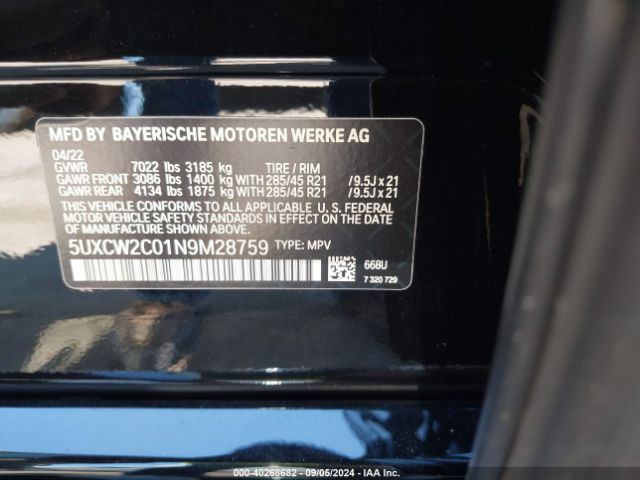 MFD BY BAYERISCHE MOTOREN WERKE AG
04/22
GVWR 7022 lbs 3185 kg TIRE / RIM
GAWR FRONT 3086 lbs 1400 kg WITH 285/45 R21 /9.5J x 21
GAWR REAR 4134 lbs 1875 kg WITH 285/45 R21 /9.5J x 21
THIS VEHICLE CONFORMS TO ALL APPLICABLE U. S. FEDERAL
MOTOR VEHICLE SAFETY STANDARDS IN EFFECT ON THE DATE OF
MANUFACTURE SHOWN ABOVE.
5UXCW2C01N9M28759 TYPE: MPV
668U
7 320 729
000-40268682 - 09/05/2024 - IAA Inc.